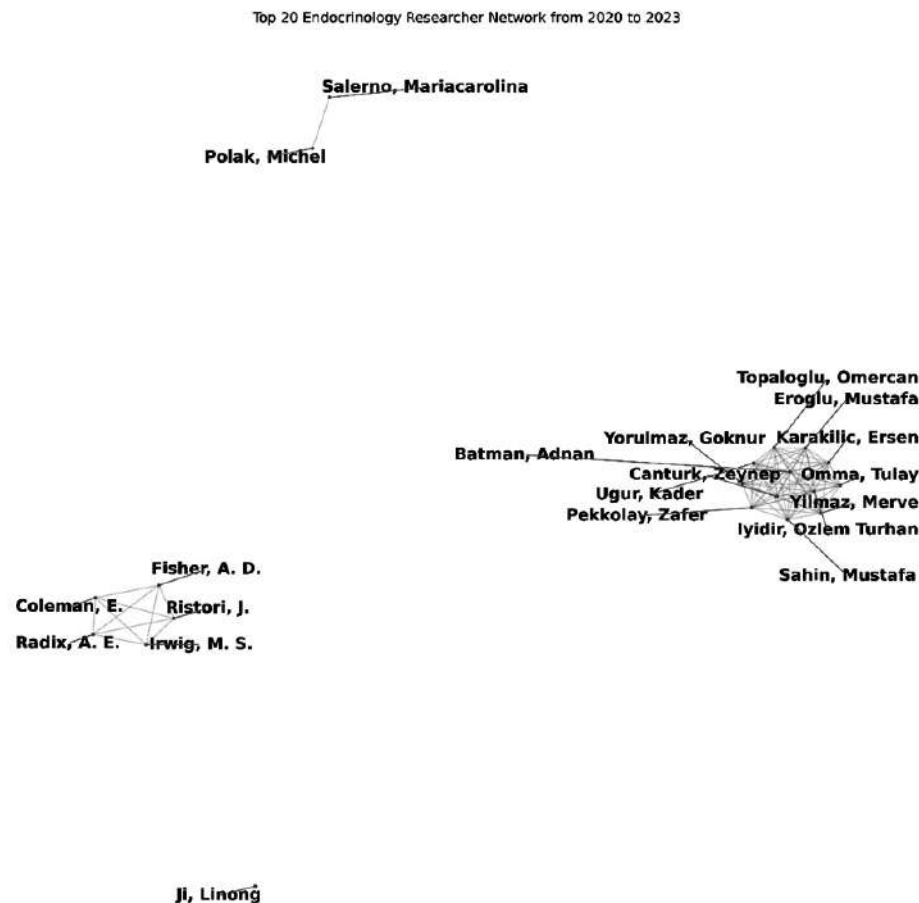 Top 20 Endocrinology Researcher Network from 2020 to 2023
Salerno, Mariacarolina
Polak, Michel
Topaloglu, Omercan
Eroglu, Mustafa
Yorulmaz, Goknur
Karakilic, Ersen
Batman, Adnan
Canturk, Zeynep
Omma, Tulay
Ugur, Kader
Yilmaz, Merve
Pekkolay, Zafer
Iyidir, Ozlem Turhan
Sahin, Mustafa
Fisher, A. D.
Coleman, E.
Ristori, J.
Radix, A. E.
Irwig, M. S.
Ji, Linong